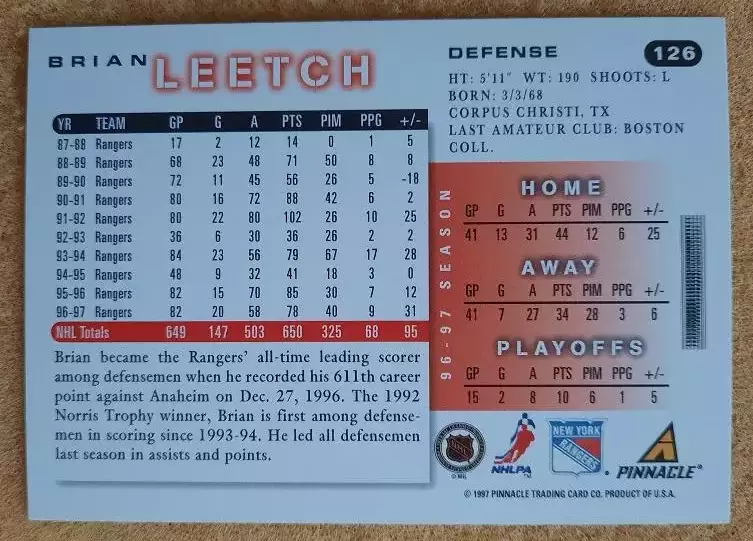 BRIAN LEETCH
DEFENSE
126
HT: 5'11" WT: 190 SHOOTS: L
BORN: 3/3/68
CORPUS CHRISTI, TX
LAST AMATEUR CLUB: BOSTON
COLL.
YR TEAM GP G A PTS PIM PPG +/-
87-88 Rangers 17 2 12 14 0 1 5
88-89 Rangers 68 23 48 71 50 8 8
89-90 Rangers 72 11 45 56 26 5 -18
90-91 Rangers 80 16 72 88 42 6 2
91-92 Rangers 80 22 80 102 26 10 25
92-93 Rangers 36 6 30 36 26 2 2
93-94 Rangers 84 23 56 79 67 17 28
94-95 Rangers 48 9 32 41 18 3 0
95-96 Rangers 82 15 70 85 30 7 12
96-97 Rangers 82 20 58 78 40 9 31
NHL Totals 649 147 503 650 325 68 95
Brian became the Rangers' all-time leading scorer
among defensemen when he recorded his 611th career
point against Anaheim on Dec. 27, 1996. The 1992
Norris Trophy winner, Brian is first among defense-
men in scoring since 1993-94. He led all defensemen
last season in assists and points.
96-97 SEASON
HOME
GP G A PTS PIM PPG +/-
41 13 31 44 12 6 25
AWAY
GP G A PTS PIM PPG +/-
41 7 27 34 28 3 6
PLAYOFFS
GP G A PTS PIM PPG +/-
15 2 8 10 6 1 5
NHL
NHLPA
NEW YORK
RANGERS
PINNACLE
© 1997 PINNACLE TRADING CARD CO. PRODUCT OF U.S.A.